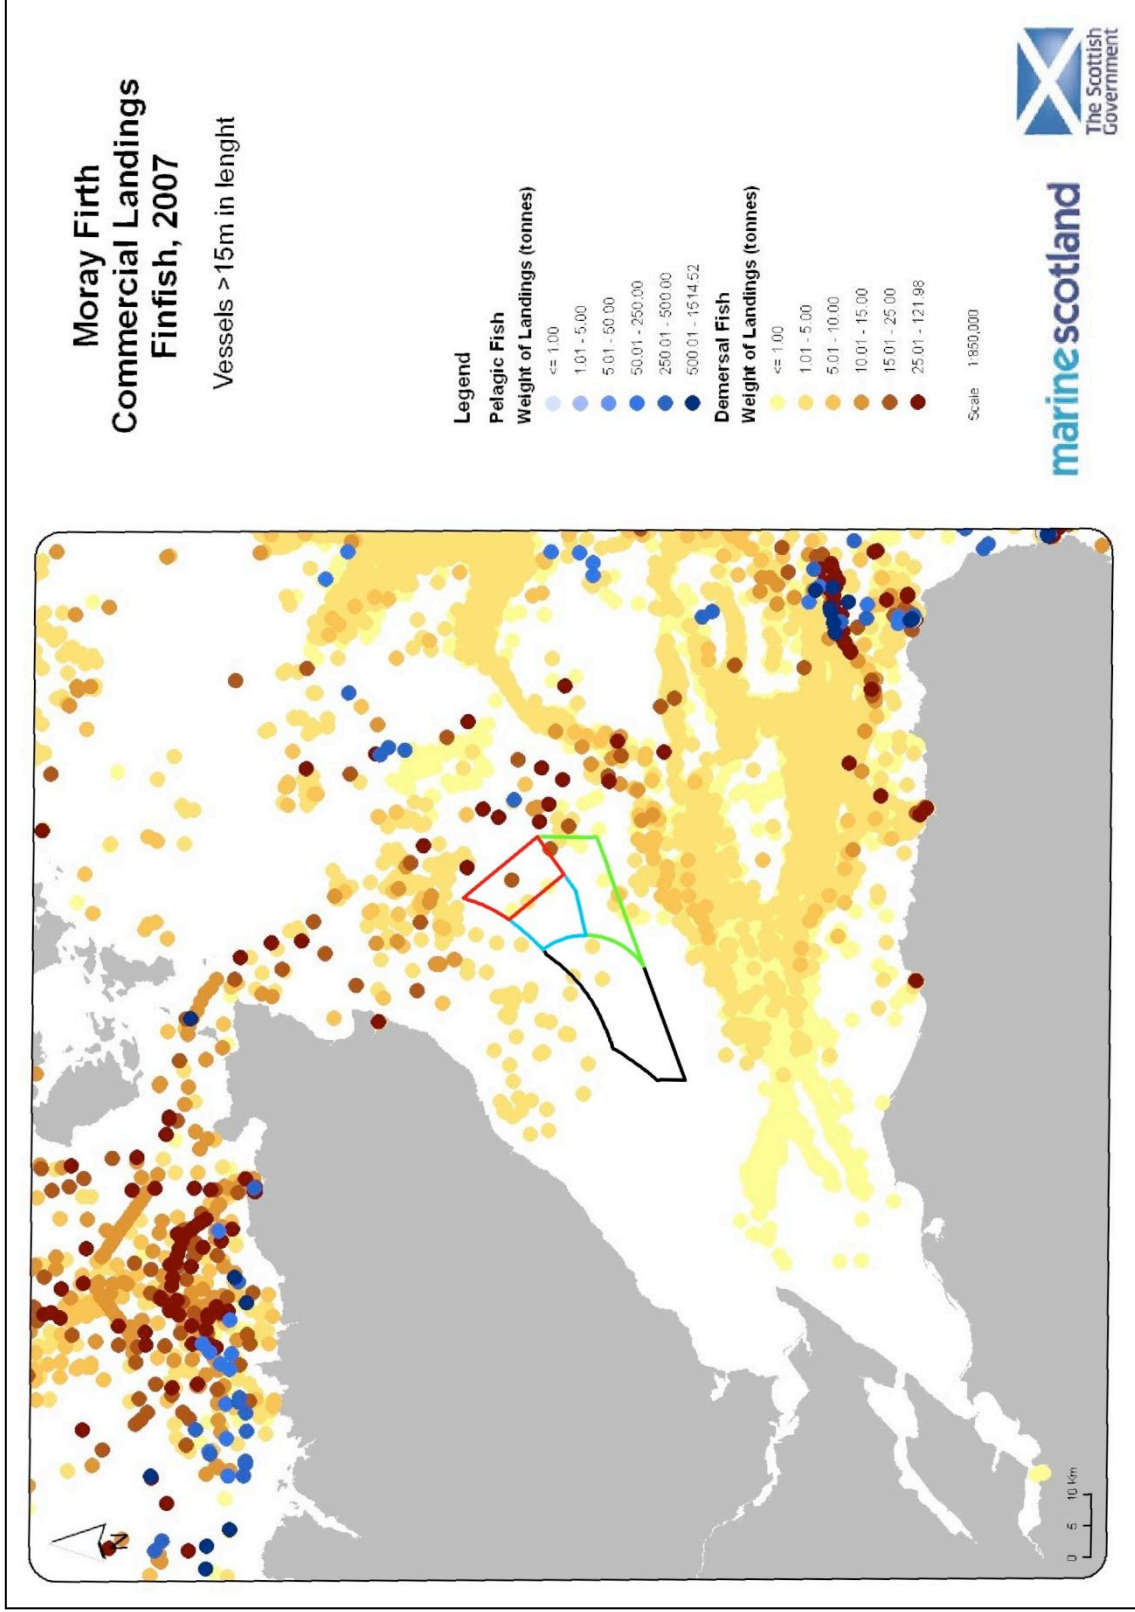 Moray Firth
Commercial Landings
Finfish, 2007
Vessels >15m in lenght
Legend
Pelagic Fish
Weight of Landings (tonnes)
<= 1.00
1.01 - 5.00
5.01 - 50.00
50.01 - 250.00
250.01 - 500.00
500.01 - 1514.52
Demersal Fish
Weight of Landings (tonnes)
<= 1.00
1.01 - 5.00
5.01 - 10.00
10.01 - 15.00
15.01 - 25.00
25.01 - 121.98
Scale 1:850,000
marinescotland
The Scottish
Government
N
0 5 10 Km